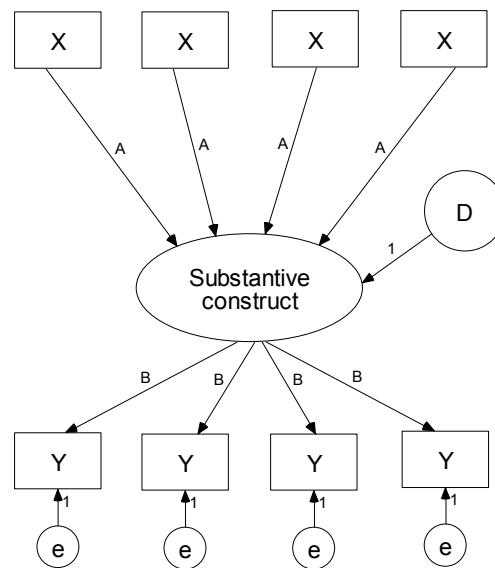 X X X X
A A A A
D
1
Substantive
construct
B B B B
Y Y Y Y
1 1 1 1
e e e e